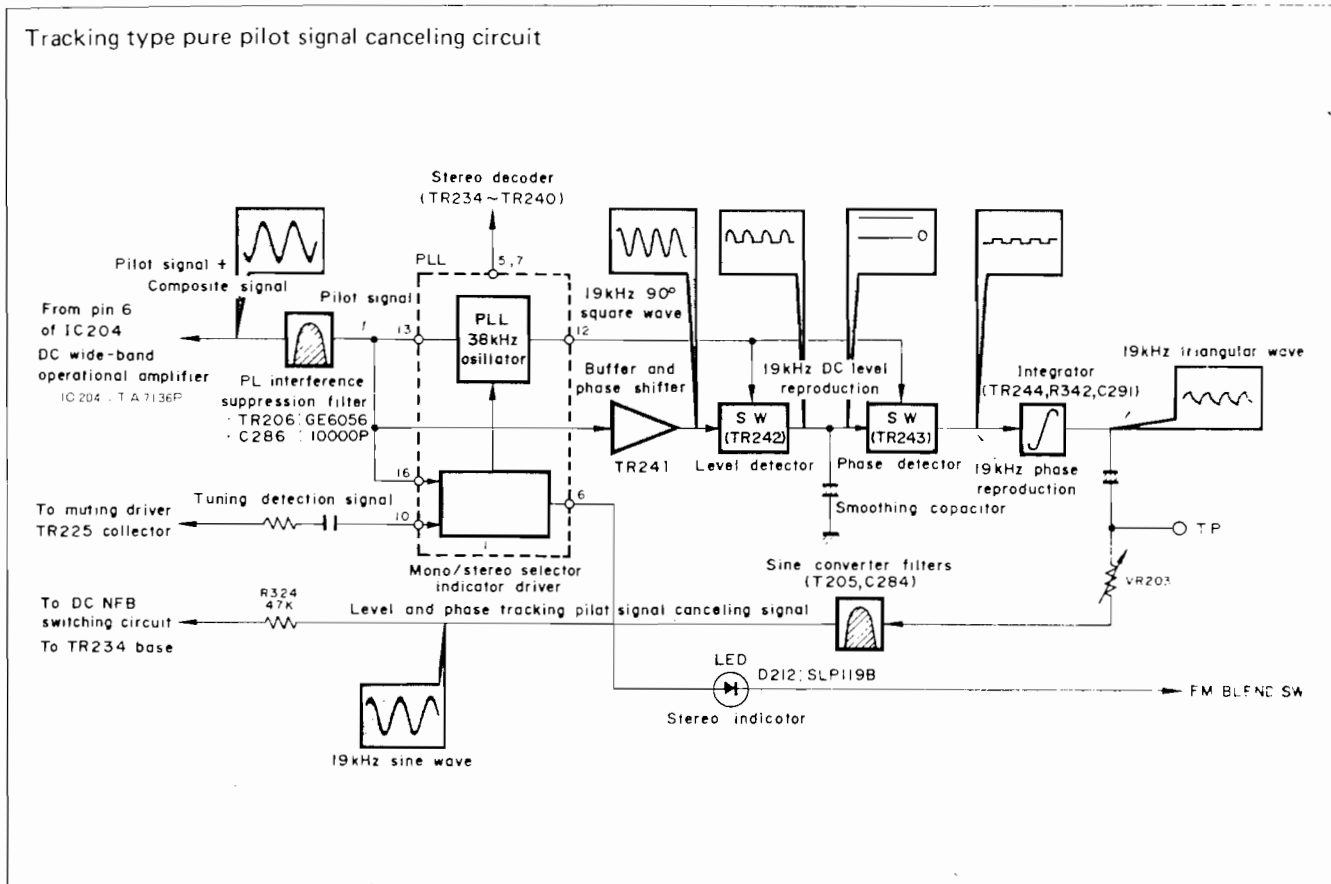 Tracking type pure pilot signal canceling circuit
Stereo decoder
(TR234~TR240)
5,7
PLL
Pilot signal +
Composite signal
Pilot signal
From pin 6
of IC204
DC wide-band
operational amplifier
IC204 · TA7136P
PL interference
suppression filter
· TR206:GE6056
· C286 :10000P
13
PLL
38kHz
osillator
12
19kHz 90°
square wave
Buffer and
phase shifter
TR241
SW
(TR242)
Level detector
19kHz DC level
reproduction
SW
(TR243)
Phase detector
Integrator
(TR244,R342,C291)
19kHz phase
reproduction
19kHz triangular wave
Smoothing capacitor
16
Tuning detection signal
10
6
To muting driver
TR225 collector
Mono/stereo selector
indicator driver
TP
VR203
Sine converter filters
(T205,C284)
R324
47K
Level and phase tracking pilot signal canceling signal
To DC NFB
switching circuit
To TR234 base
LED
D212:SLP119B
Stereo indicator
FM BLEND SW
19kHz sine wave